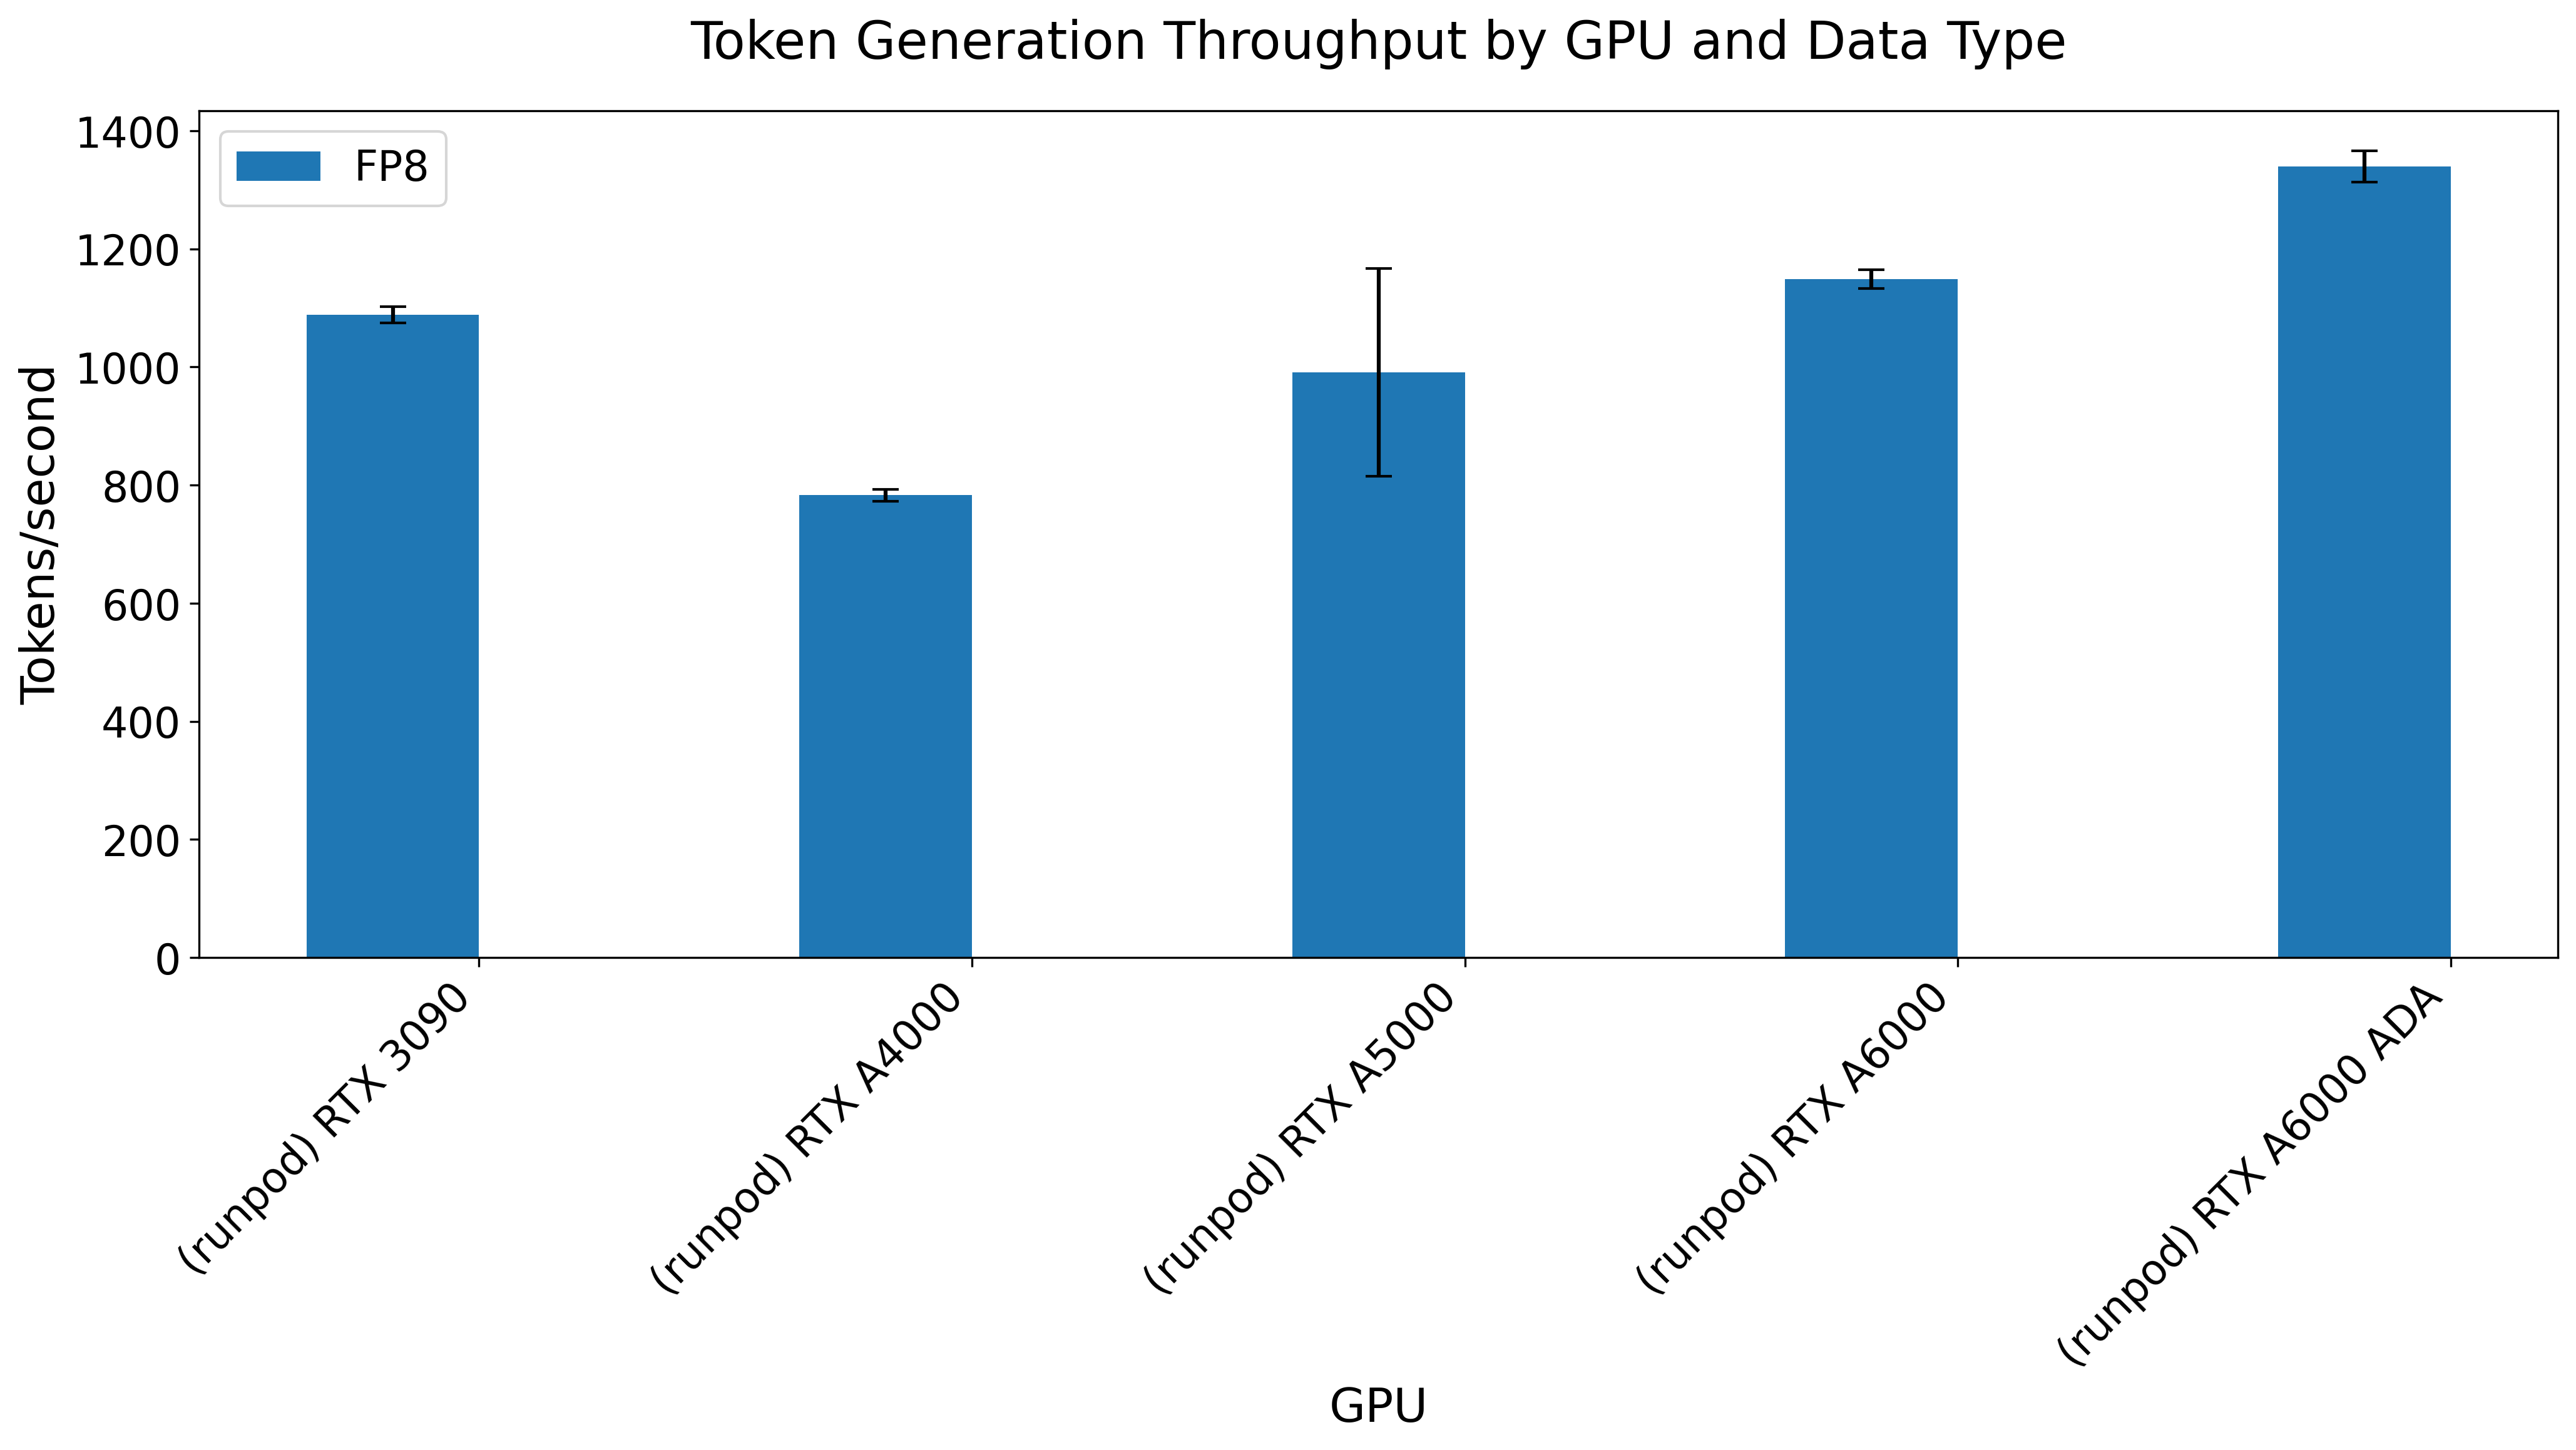 Token Generation Throughput by GPU and Data Type
FP8
Tokens/second
1400
1200
1000
800
600
400
200
0
(runpod) RTX 3090
(runpod) RTX A4000
(runpod) RTX A5000
(runpod) RTX A6000
(runpod) RTX A6000 ADA
GPU